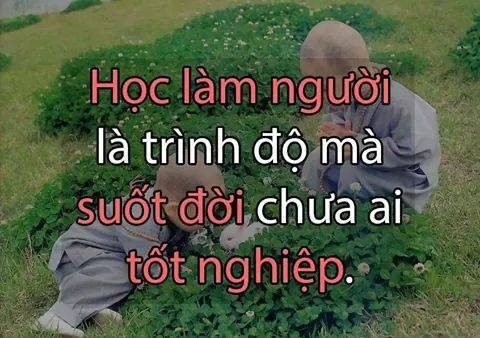 Học làm người
là trình độ mà
suốt đời chưa ai
tốt nghiệp.